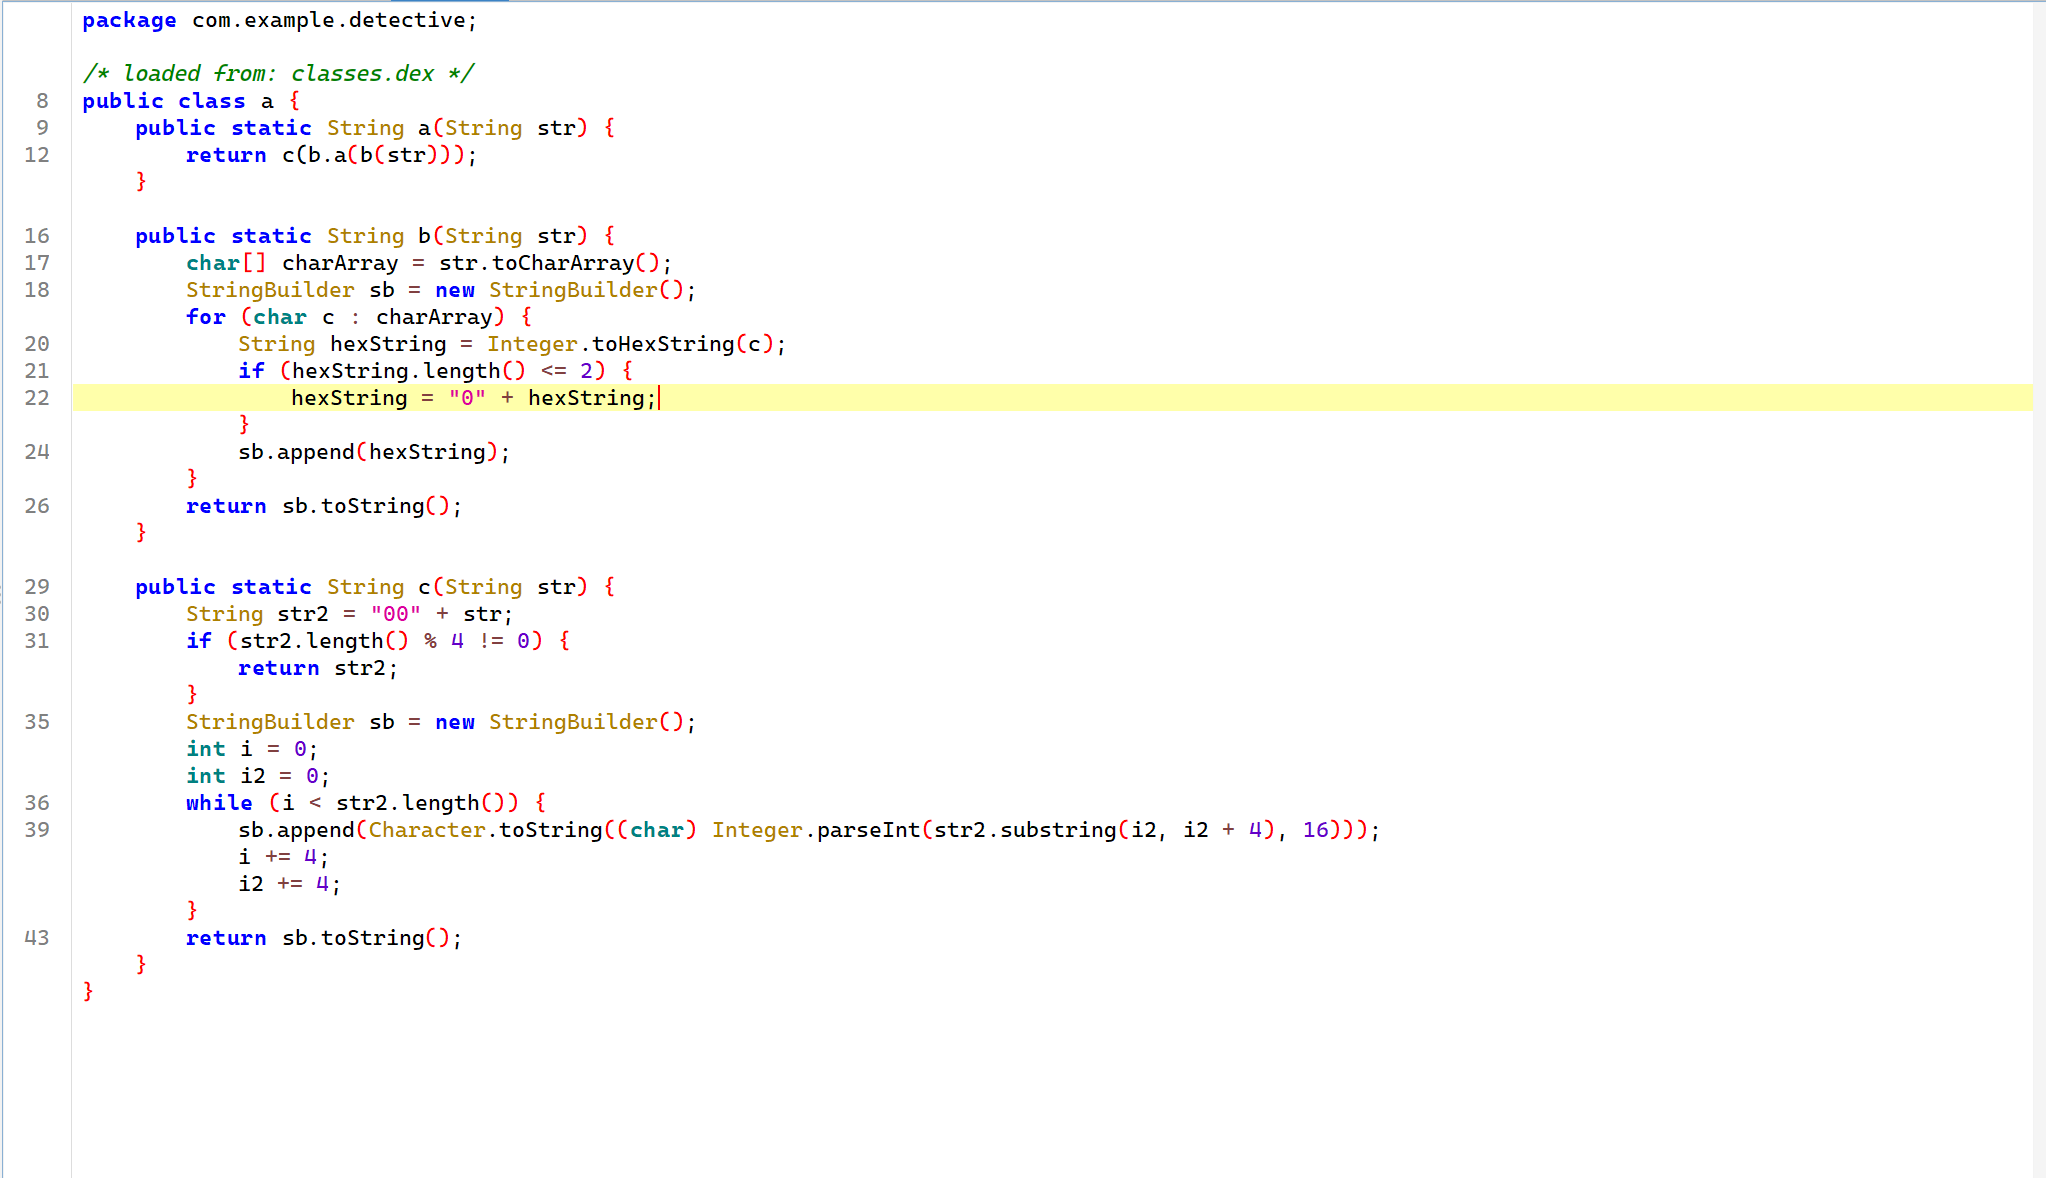 package com.example.detective;
/* loaded from: classes.dex */
8 public class a {
9 public static String a(String str) {
12 return c(b.a(b(str)));
}
16 public static String b(String str) {
17 char[] charArray = str.toCharArray();
18 StringBuilder sb = new StringBuilder();
for (char c : charArray) {
20 String hexString = Integer.toHexString(c);
21 if (hexString.length() <= 2) {
22 hexString = "0" + hexString;
}
24 sb.append(hexString);
}
26 return sb.toString();
}
29 public static String c(String str) {
30 String str2 = "00" + str;
31 if (str2.length() % 4 != 0) {
return str2;
}
35 StringBuilder sb = new StringBuilder();
int i = 0;
int i2 = 0;
36 while (i < str2.length()) {
39 sb.append(Character.toString((char) Integer.parseInt(str2.substring(i2, i2 + 4), 16)));
i += 4;
i2 += 4;
}
43 return sb.toString();
}
}